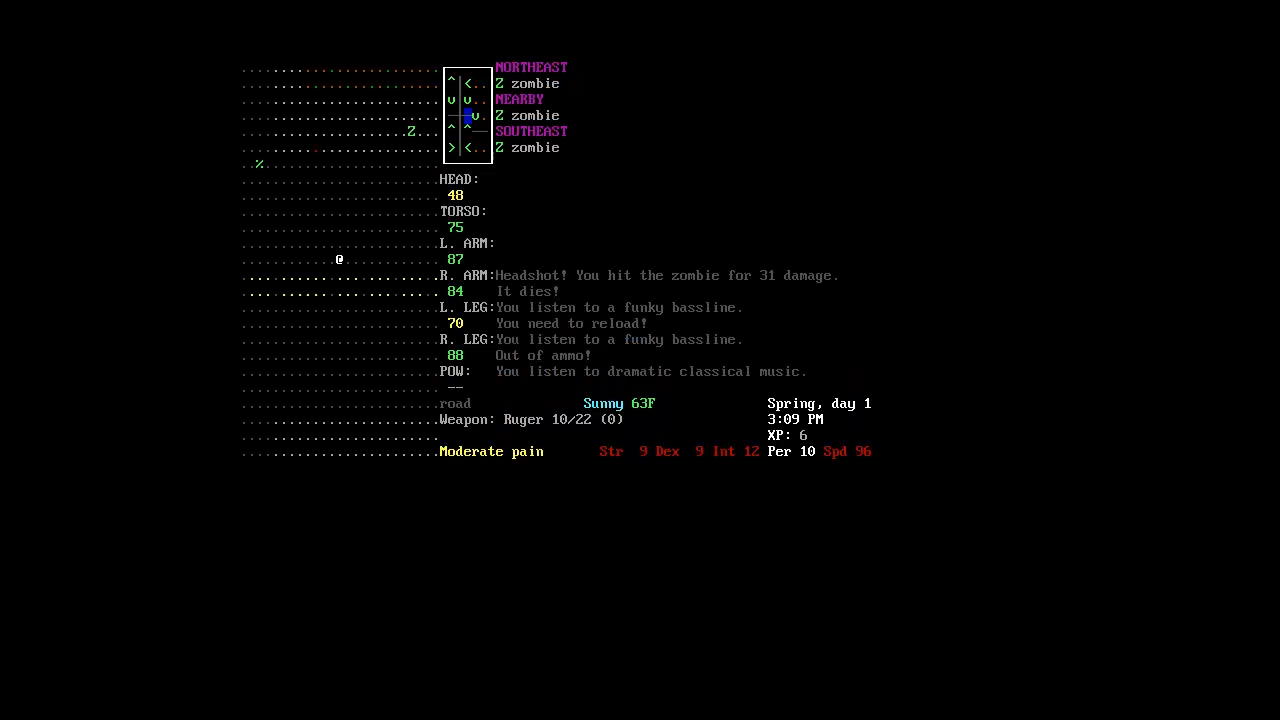 NORTHEAST
Z zombie
NEARBY
Z zombie
SOUTHEAST
Z zombie
Z
%
HEAD:
48
TORSO:
75
L. ARM:
87
@
R. ARM:Headshot! You hit the zombie for 31 damage.
84 It dies!
L. LEG:You listen to a funky bassline.
70 You need to reload!
R. LEG:You listen to a funky bassline.
88 Out of ammo!
POW: You listen to dramatic classical music.
--
road Sunny 63F Spring, day 1
Weapon: Ruger 10/22 (0) 3:09 PM
XP: 6
Moderate pain Str 9 Dex 9 Int 12 Per 10 Spd 96